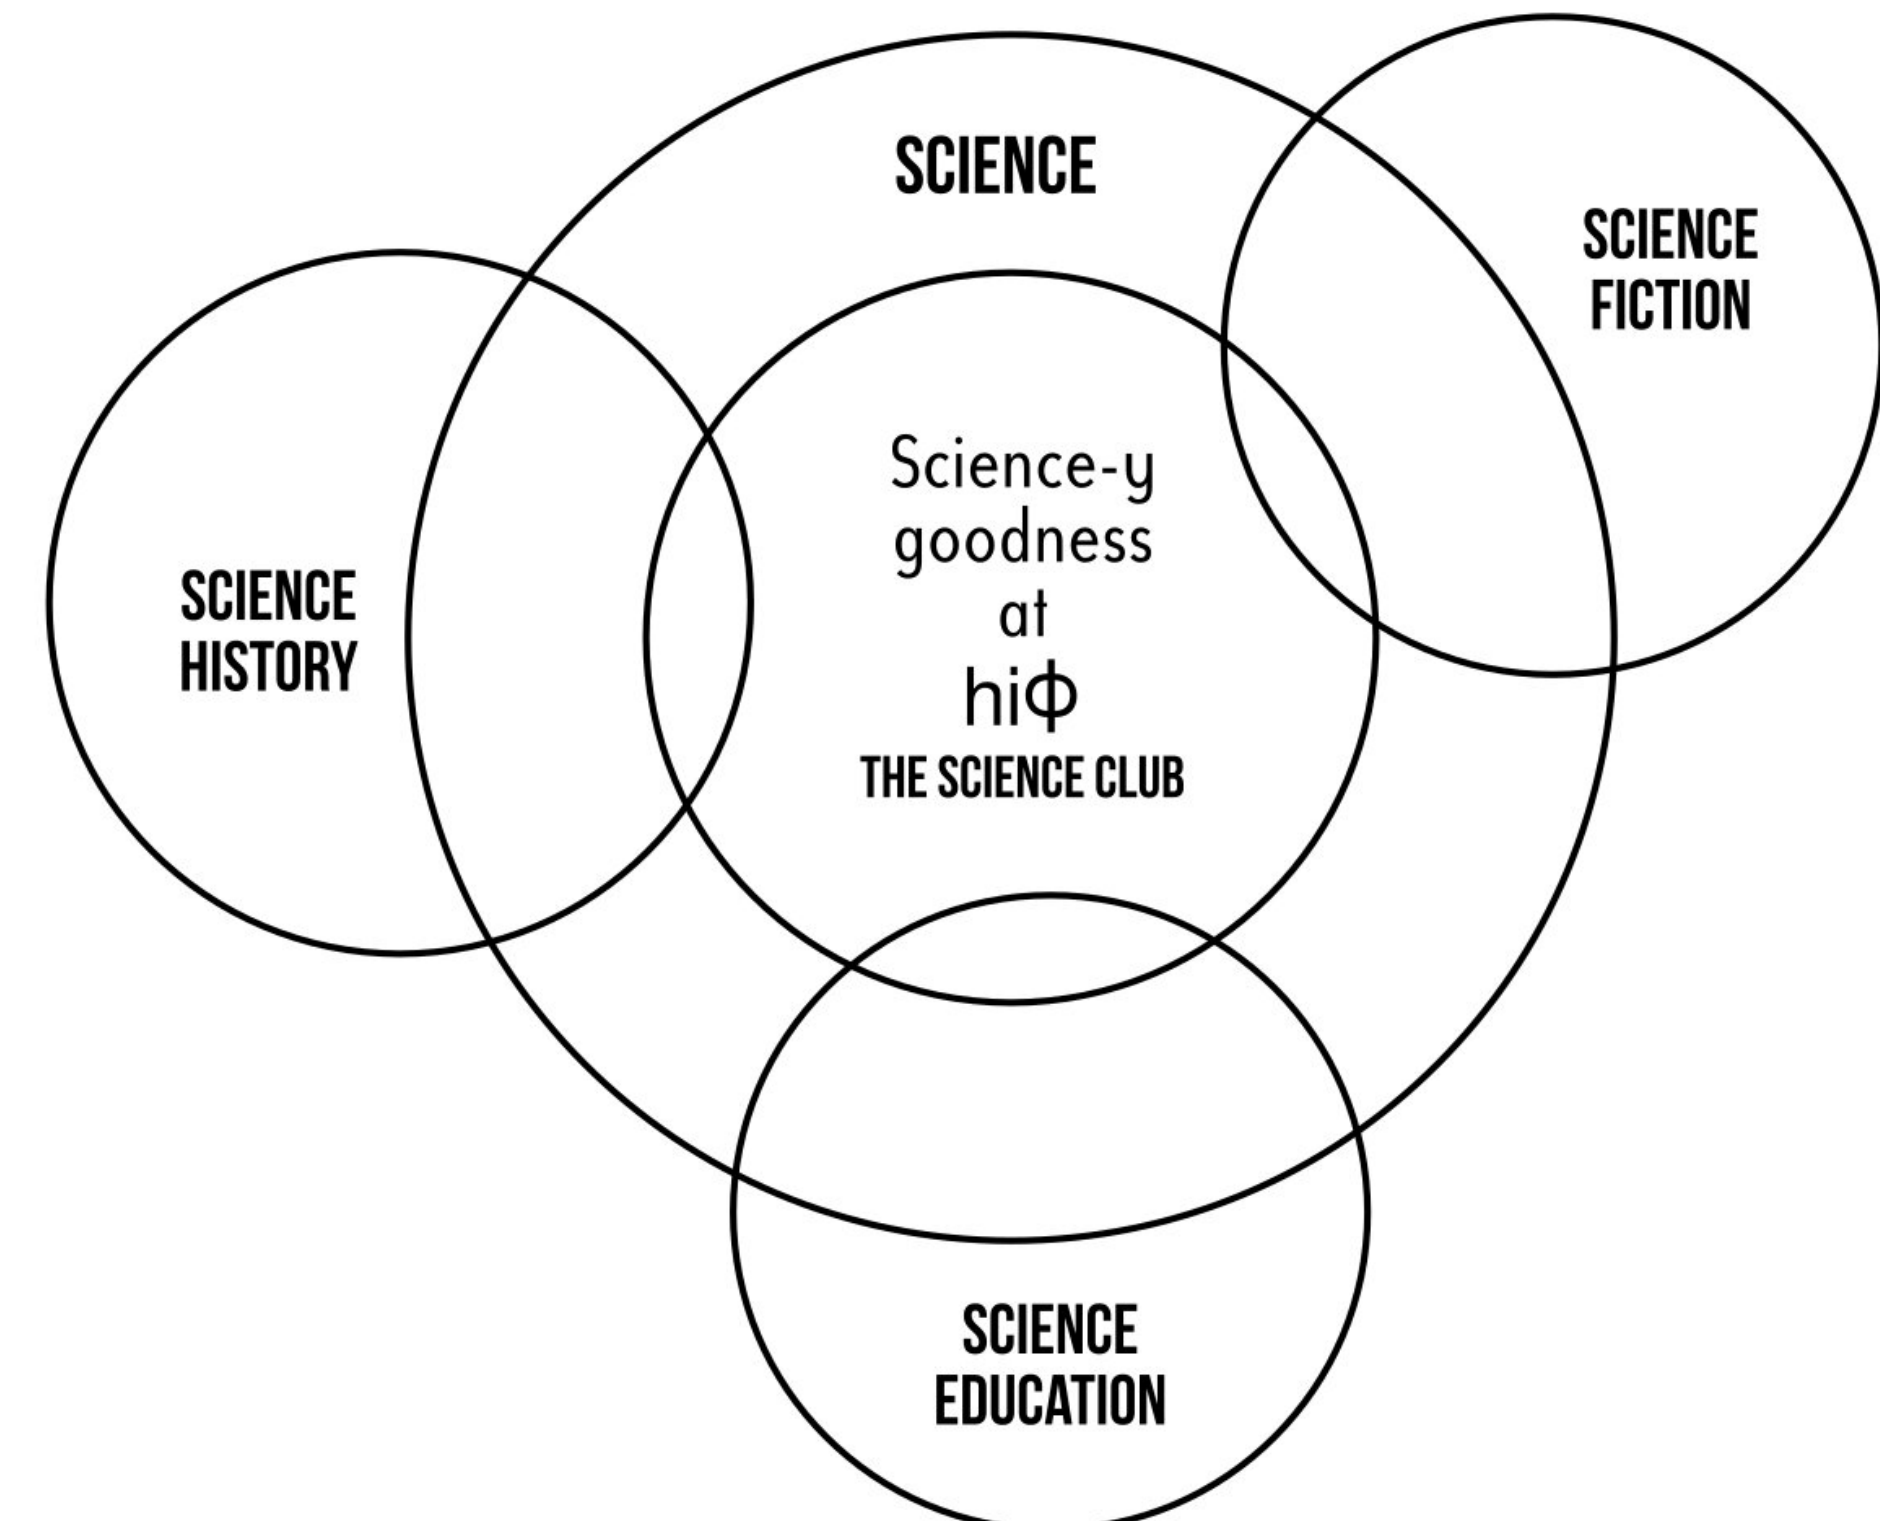 SCIENCE
SCIENCE
FICTION
SCIENCE
HISTORY
Science-y
goodness
at
hiΦ
THE SCIENCE CLUB
SCIENCE
EDUCATION